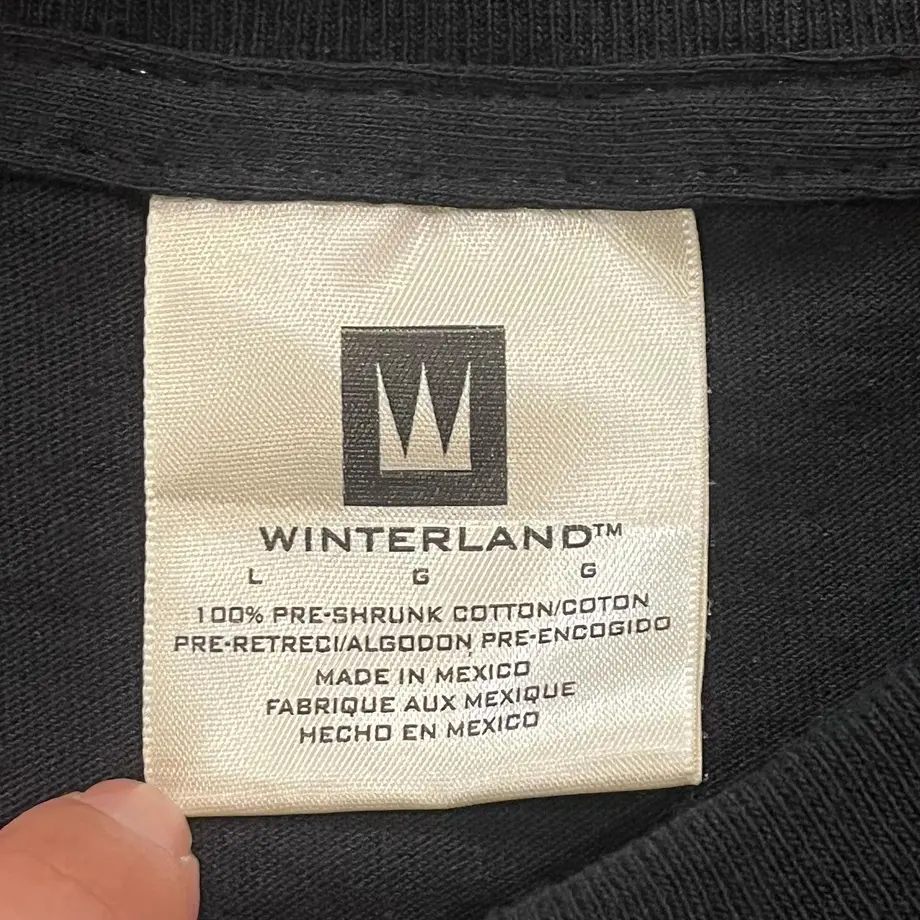 W
WINTERLAND™
L G G
100% PRE-SHRUNK COTTON/COTON
PRE-RETRECI/ALGODON PRE-ENCOGIDO
MADE IN MEXICO
FABRIQUE AUX MEXIQUE
HECHO EN MEXICO